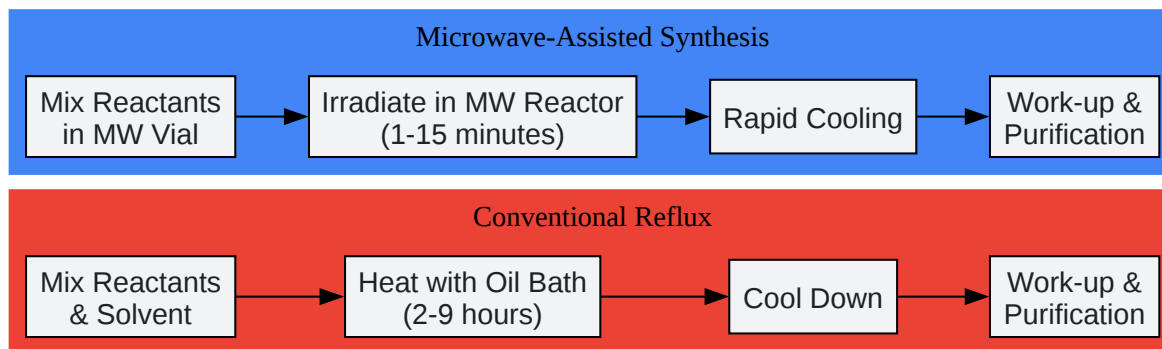 Microwave-Assisted Synthesis
Mix Reactants
in MW Vial
Irradiate in MW Reactor
(1-15 minutes)
Rapid Cooling
Work-up &
Purification
Conventional Reflux
Mix Reactants
& Solvent
Heat with Oil Bath
(2-9 hours)
Cool Down
Work-up &
Purification